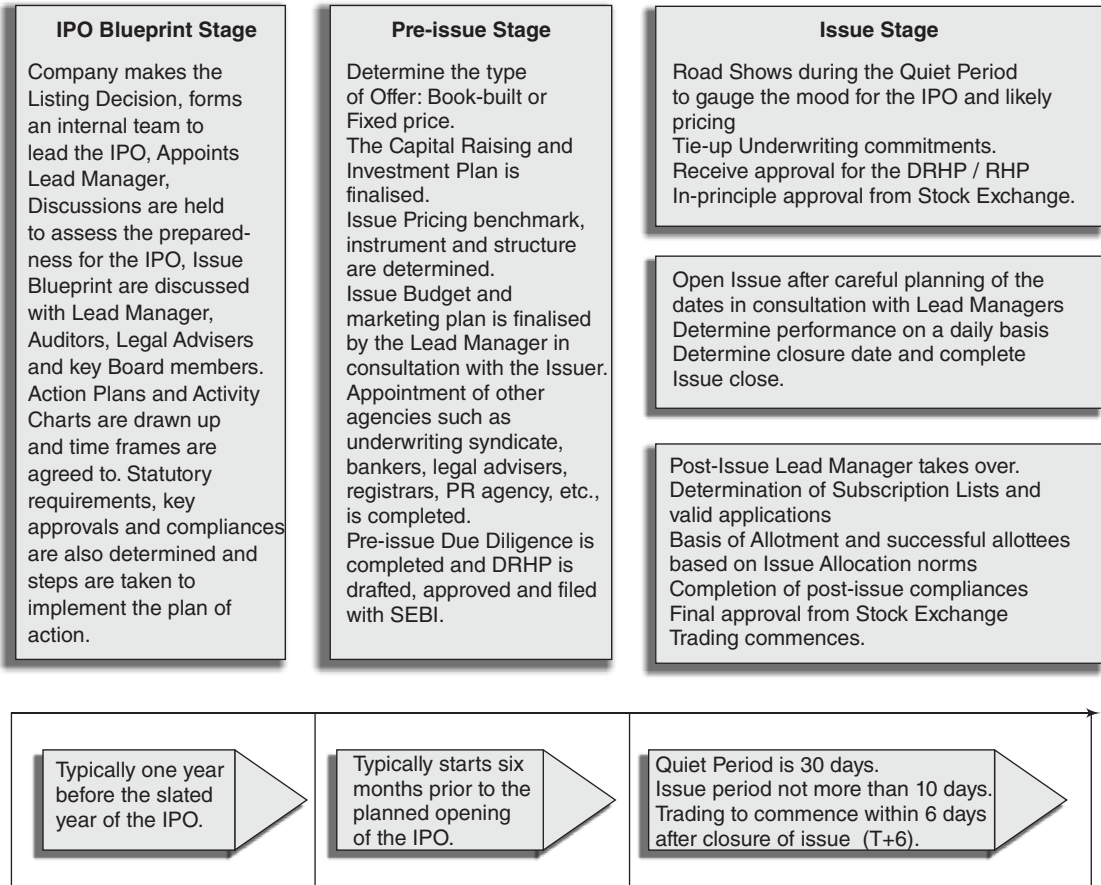 IPO Blueprint Stage
Company makes the
Listing Decision, forms
an internal team to
lead the IPO, Appoints
Lead Manager,
Discussions are held
to assess the prepared-
ness for the IPO, Issue
Blueprint are discussed
with Lead Manager,
Auditors, Legal Advisers
and key Board members.
Action Plans and Activity
Charts are drawn up
and time frames are
agreed to. Statutory
requirements, key
approvals and compliances
are also determined and
steps are taken to
implement the plan of
action.
Pre-issue Stage
Determine the type
of Offer: Book-built or
Fixed price.
The Capital Raising and
Investment Plan is
finalised.
Issue Pricing benchmark,
instrument and structure
are determined.
Issue Budget and
marketing plan is finalised
by the Lead Manager in
consultation with the Issuer.
Appointment of other
agencies such as
underwriting syndicate,
bankers, legal advisers,
registrars, PR agency, etc.,
is completed.
Pre-issue Due Diligence is
completed and DRHP is
drafted, approved and filed
with SEBI.
Issue Stage
Road Shows during the Quiet Period
to gauge the mood for the IPO and likely
pricing
Tie-up Underwriting commitments.
Receive approval for the DRHP / RHP
In-principle approval from Stock Exchange.
Open Issue after careful planning of the
dates in consultation with Lead Managers
Determine performance on a daily basis
Determine closure date and complete
Issue close.
Post-Issue Lead Manager takes over.
Determination of Subscription Lists and
valid applications
Basis of Allotment and successful allottees
based on Issue Allocation norms
Completion of post-issue compliances
Final approval from Stock Exchange
Trading commences.
Typically one year
before the slated
year of the IPO.
Typically starts six
months prior to the
planned opening
of the IPO.
Quiet Period is 30 days.
Issue period not more than 10 days.
Trading to commence within 6 days
after closure of issue (T+6).